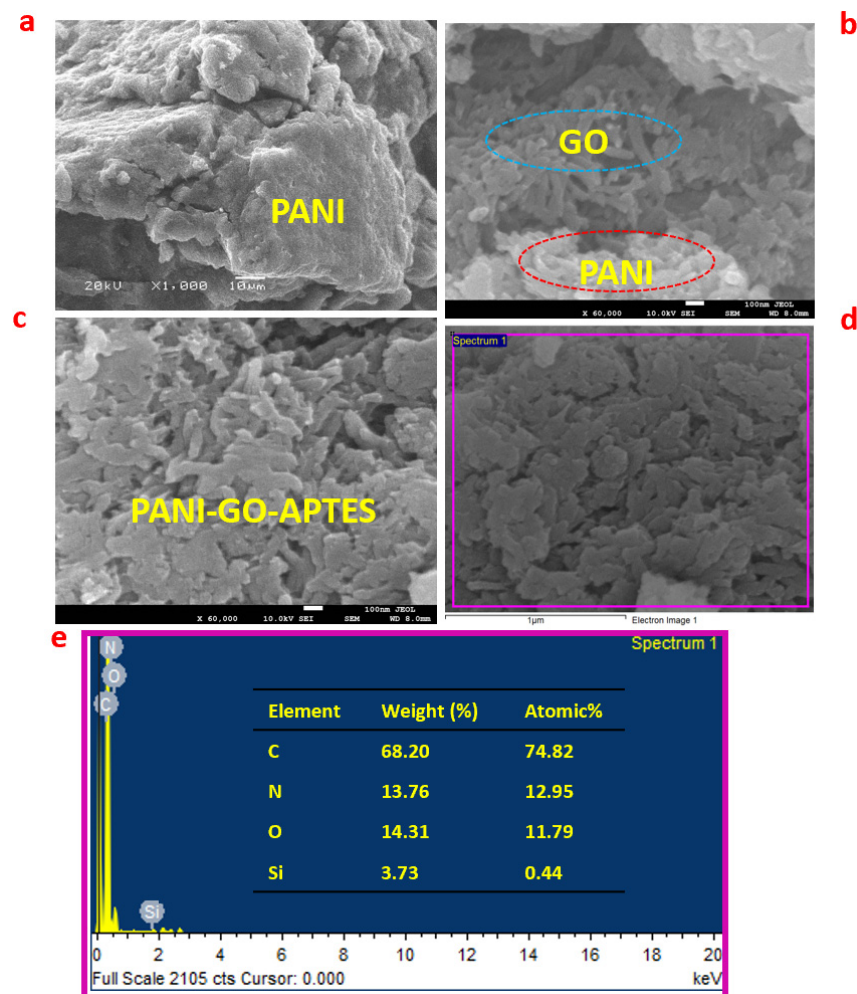 a
PANI
20kV X1,000 10µm
b
GO
PANI
100nm JEOL
X 60,000 10.0kV SEI SEM WD 8.0mm
c
PANI-GO-APTES
100nm JEOL
X 60,000 10.0kV SEI SEM WD 8.0mm
d
Spectrum 1
1µm Electron Image 1
e
Spectrum 1
N
O
C
Si
Element Weight (%) Atomic%
C 68.20 74.82
N 13.76 12.95
O 14.31 11.79
Si 3.73 0.44
0 2 4 6 8 10 12 14 16 18 20
Full Scale 2105 cts Cursor: 0.000 keV